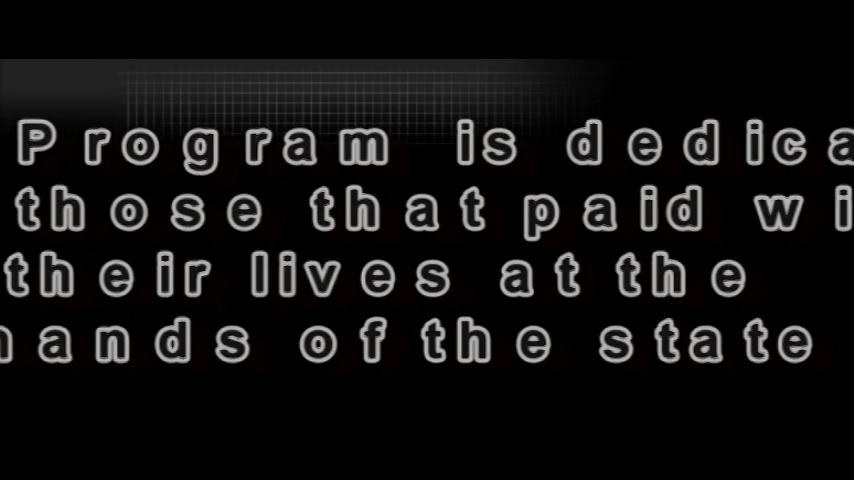 Program is dedica
those that paid wi
their lives at the
hands of the state